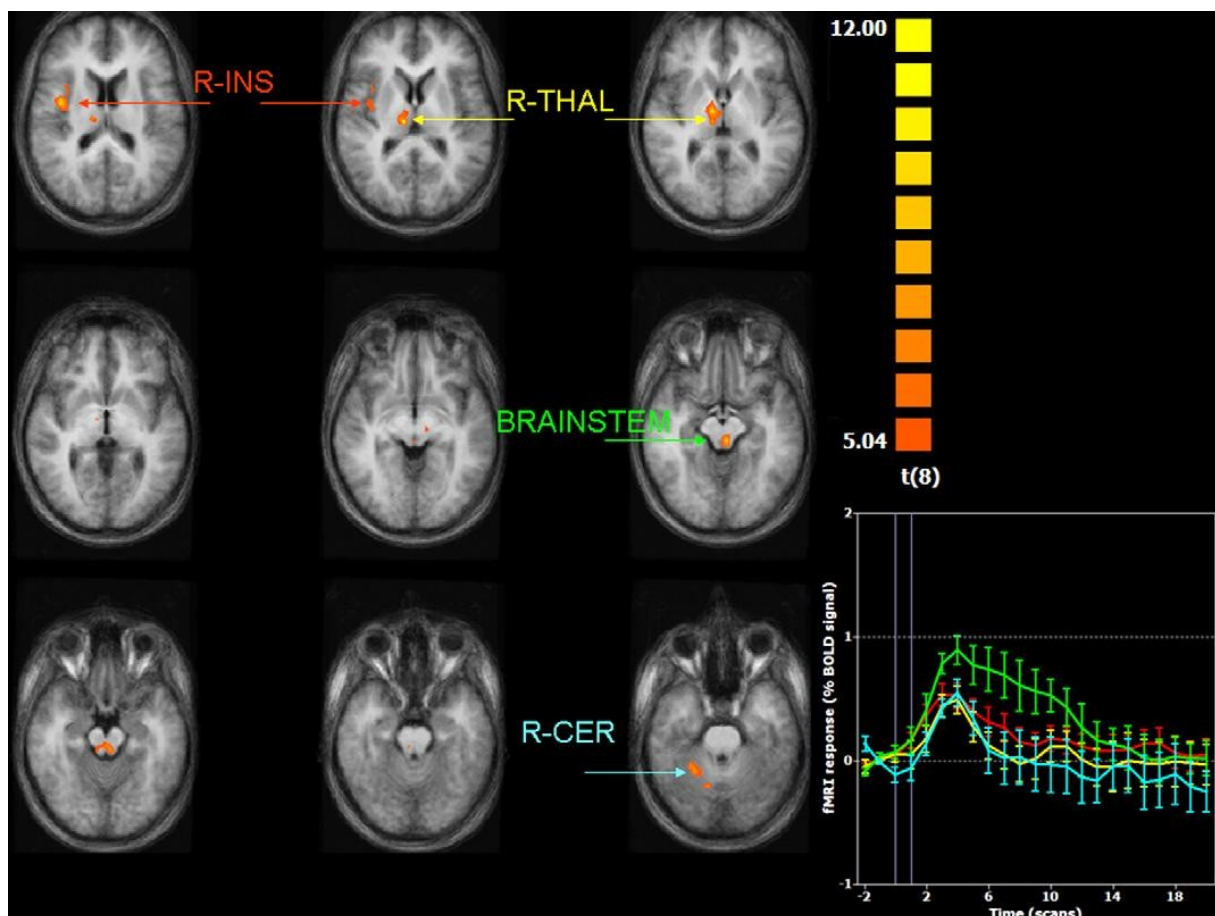 R-INS
R-THAL
BRAINSTEM
R-CER
12.00
5.04
t(8)
fMRI response (% BOLD signal)
2
1
0
-1
-2 2 6 10 14 18
Time (scans)